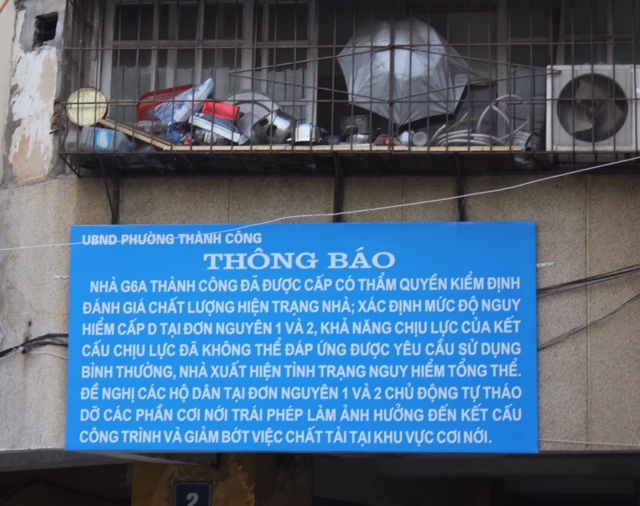 UBND PHƯỜNG THÀNH CÔNG
THÔNG BÁO
NHÀ G6A THÀNH CÔNG ĐÃ ĐƯỢC CẤP CÓ THẨM QUYỀN KIỂM ĐỊNH
ĐÁNH GIÁ CHẤT LƯỢNG HIỆN TRẠNG NHÀ; XÁC ĐỊNH MỨC ĐỘ NGUY
HIỂM CẤP D TẠI ĐƠN NGUYÊN 1 VÀ 2, KHẢ NĂNG CHỊU LỰC CỦA KẾT
CẤU CHỊU LỰC ĐÃ KHÔNG THỂ ĐÁP ỨNG ĐƯỢC YÊU CẦU SỬ DỤNG
BÌNH THƯỜNG, NHÀ XUẤT HIỆN TÌNH TRẠNG NGUY HIỂM TỔNG THỂ.
ĐỀ NGHỊ CÁC HỘ DÂN TẠI ĐƠN NGUYÊN 1 VÀ 2 CHỦ ĐỘNG TỰ THÁO
DỠ CÁC PHẦN CƠI NỚI TRÁI PHÉP LÀM ẢNH HƯỞNG ĐẾN KẾT CẤU
CÔNG TRÌNH VÀ GIẢM BỚT VIỆC CHẤT TẢI TẠI KHU VỰC CƠI NỚI.
2